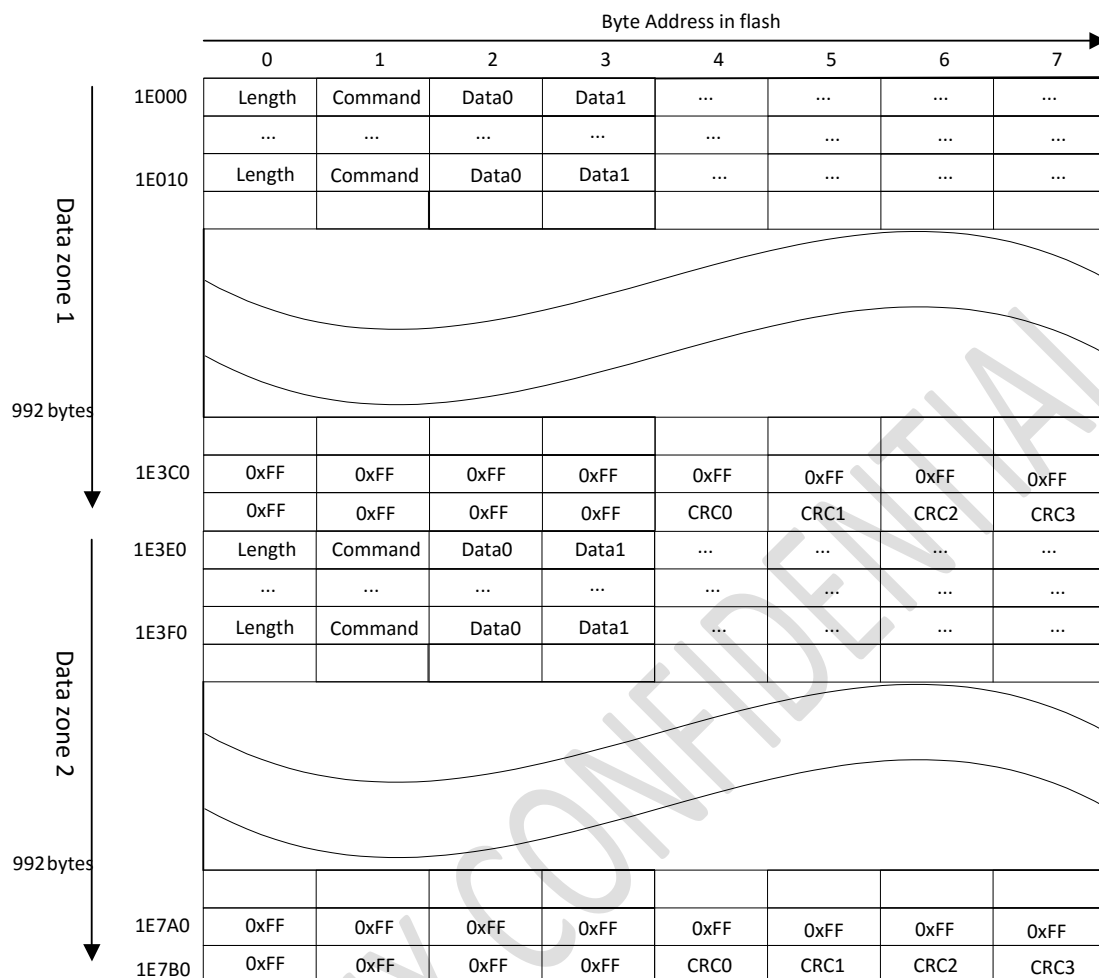 Byte Address in flash
0 1 2 3 4 5 6 7
1E000 Length Command Data0 Data1 ... ... ... ...
... ... ... ... ... ... ... ...
1E010 Length Command Data0 Data1 ... ... ... ...
Data zone 1
992 bytes
1E3C0 0xFF 0xFF 0xFF 0xFF 0xFF 0xFF 0xFF 0xFF
0xFF 0xFF 0xFF 0xFF CRC0 CRC1 CRC2 CRC3
1E3E0 Length Command Data0 Data1 ... ... ... ...
... ... ... ... ... ... ... ...
1E3F0 Length Command Data0 Data1 ... ... ... ...
Data zone 2
992 bytes
1E7A0 0xFF 0xFF 0xFF 0xFF 0xFF 0xFF 0xFF 0xFF
1E7B0 0xFF 0xFF 0xFF 0xFF CRC0 CRC1 CRC2 CRC3
CONFIDENTIAL